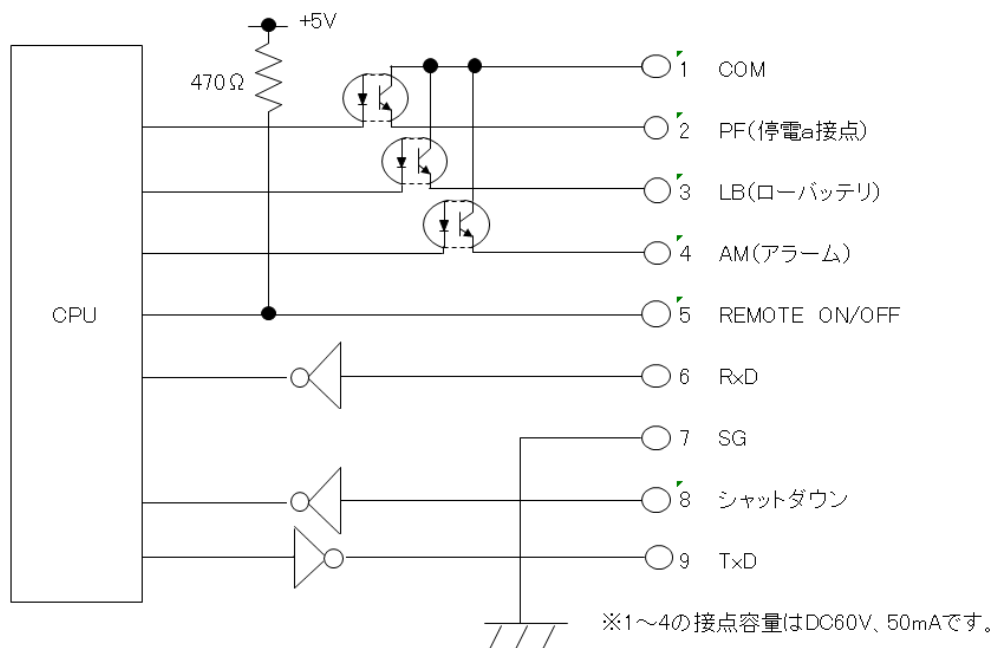 +5V
470Ω
CPU
1 COM
2 PF(停電a接点)
3 LB(ローバッテリ)
4 AM(アラーム)
5 REMOTE ON/OFF
6 RxD
7 SG
8 シャットダウン
9 TxD
※1～4の接点容量はDC60V、50mAです。